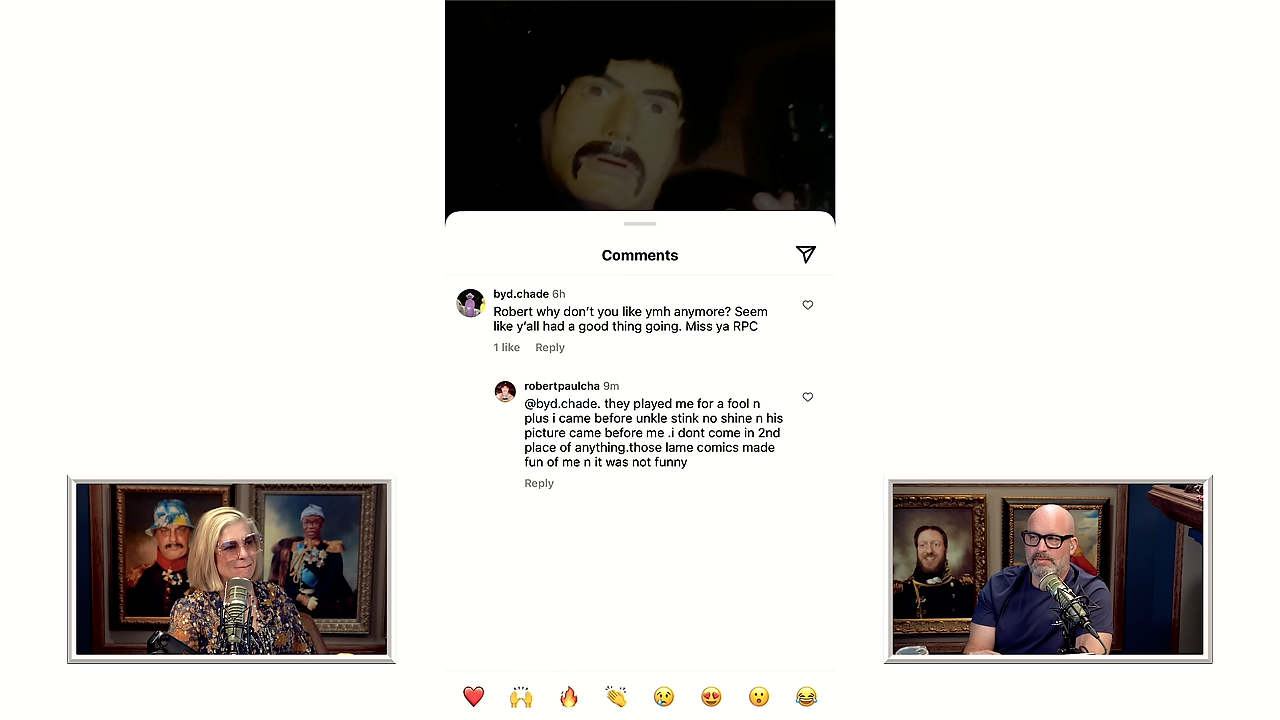 Comments
byd.chade 6h
Robert why don’t you like ymh anymore? Seem
like y’all had a good thing going. Miss ya RPC
1 like Reply
robertpaulcha 9m
@byd.chade. they played me for a fool n
plus i came before unkle stink no shine n his
picture came before me .i dont come in 2nd
place of anything.those lame comics made
fun of me n it was not funny
Reply